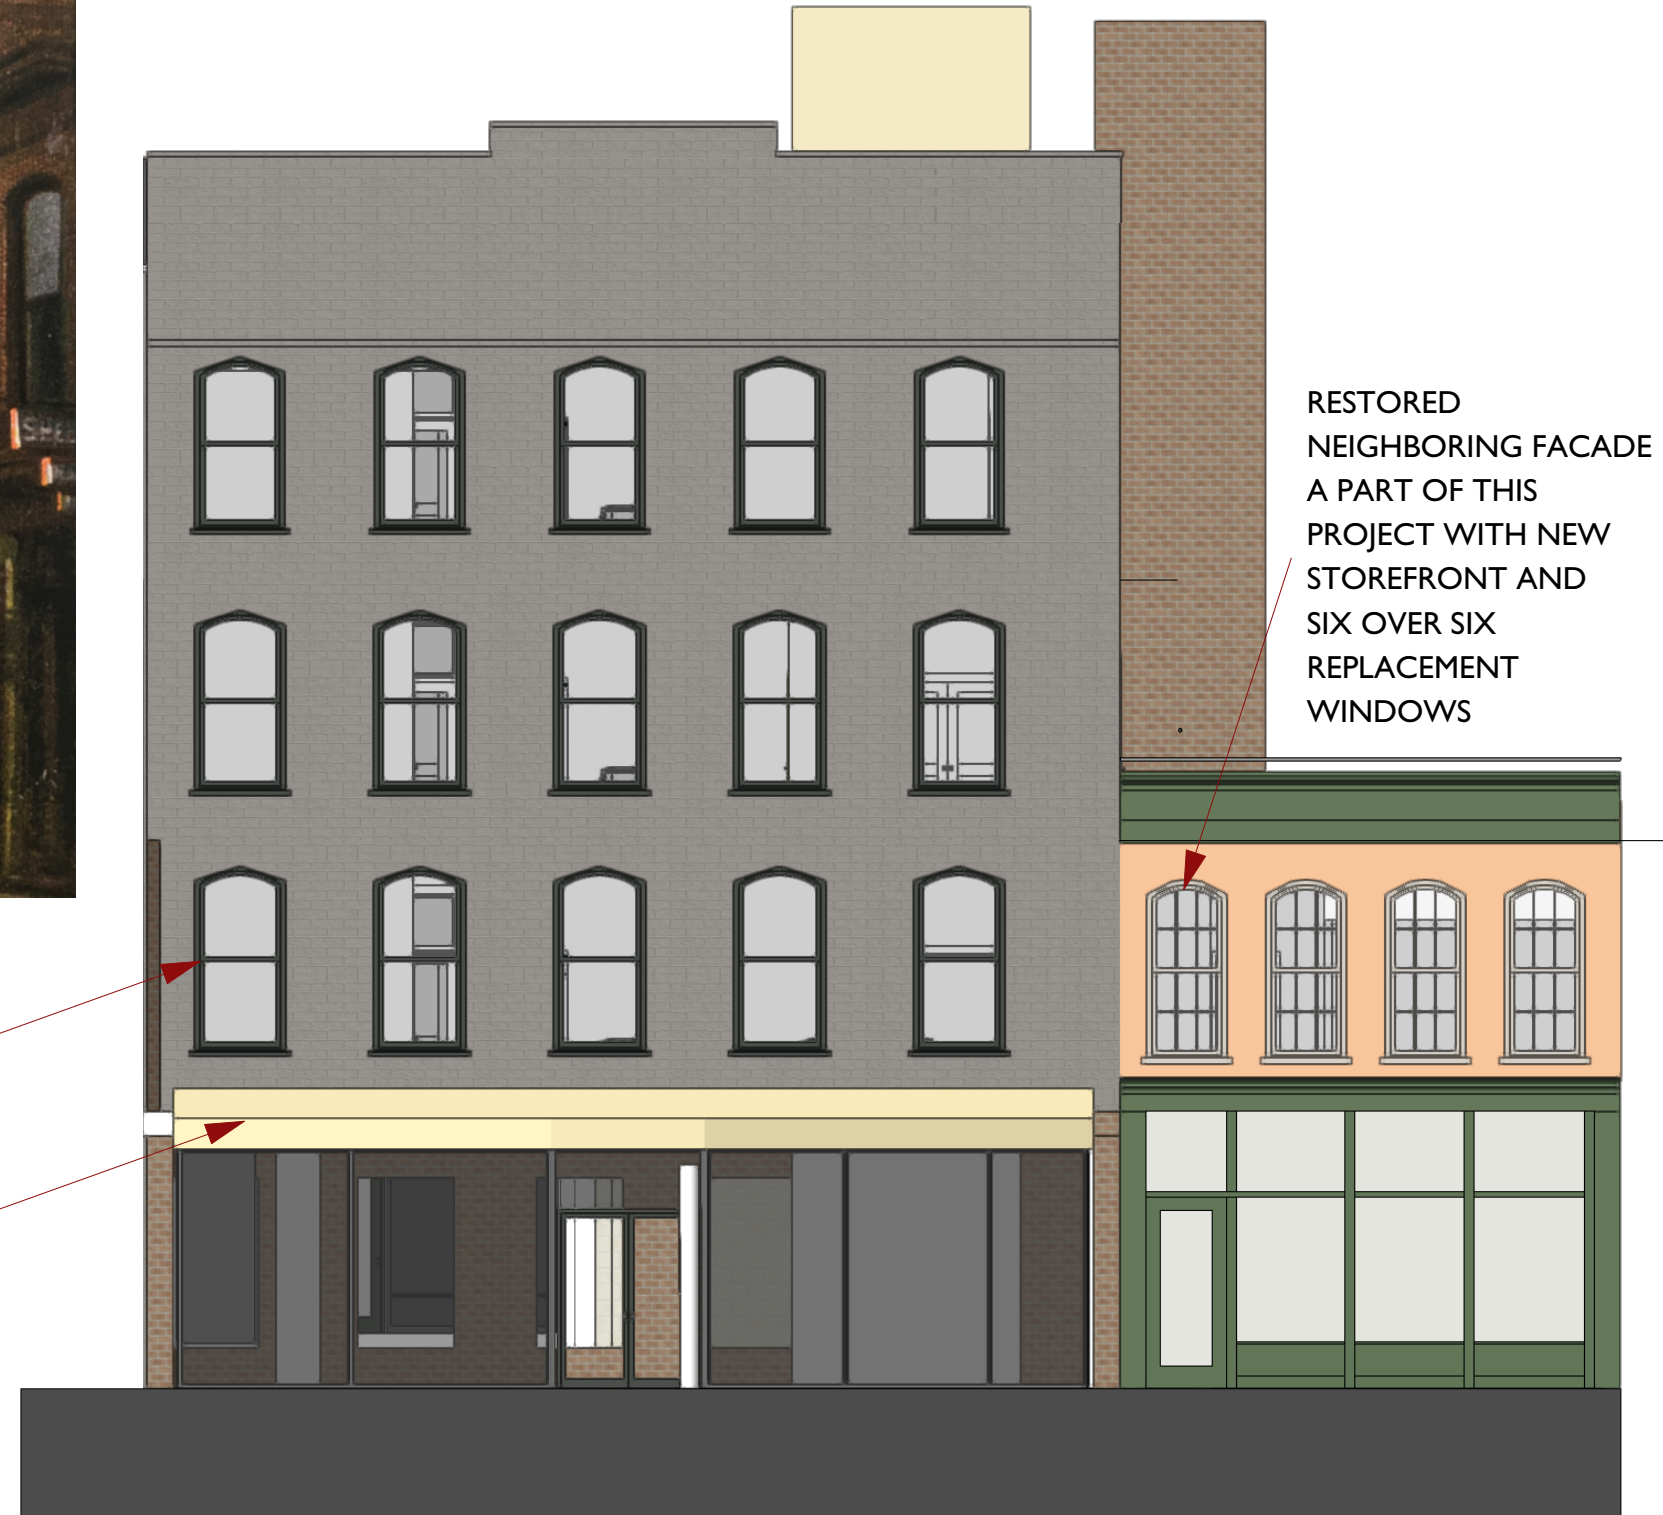 RESTORED
NEIGHBORING FACADE
A PART OF THIS
PROJECT WITH NEW
STOREFRONT AND
SIX OVER SIX
REPLACEMENT
WINDOWS